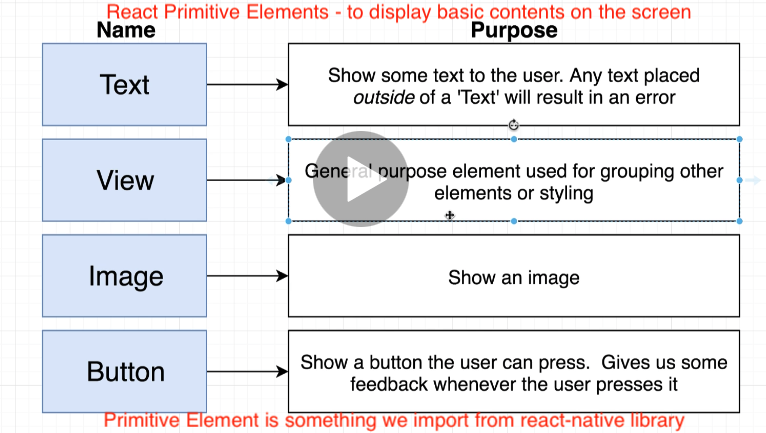 React Primitive Elements - to display basic contents on the screen
Name
Purpose
Text
Show some text to the user. Any text placed
outside of a 'Text' will result in an error
View
General purpose element used for grouping other
elements or styling
Image
Show an image
Button
Show a button the user can press. Gives us some
feedback whenever the user presses it
Primitive Element is something we import from react-native library